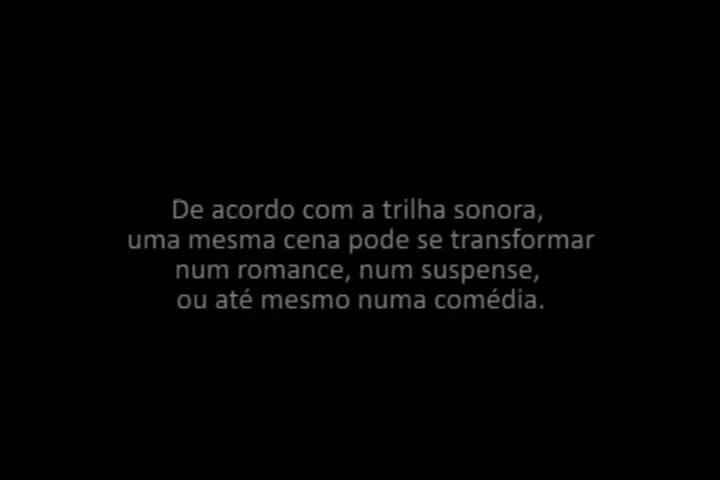 De acordo com a trilha sonora,
uma mesma cena pode se transformar
num romance, num suspense,
ou até mesmo numa comédia.